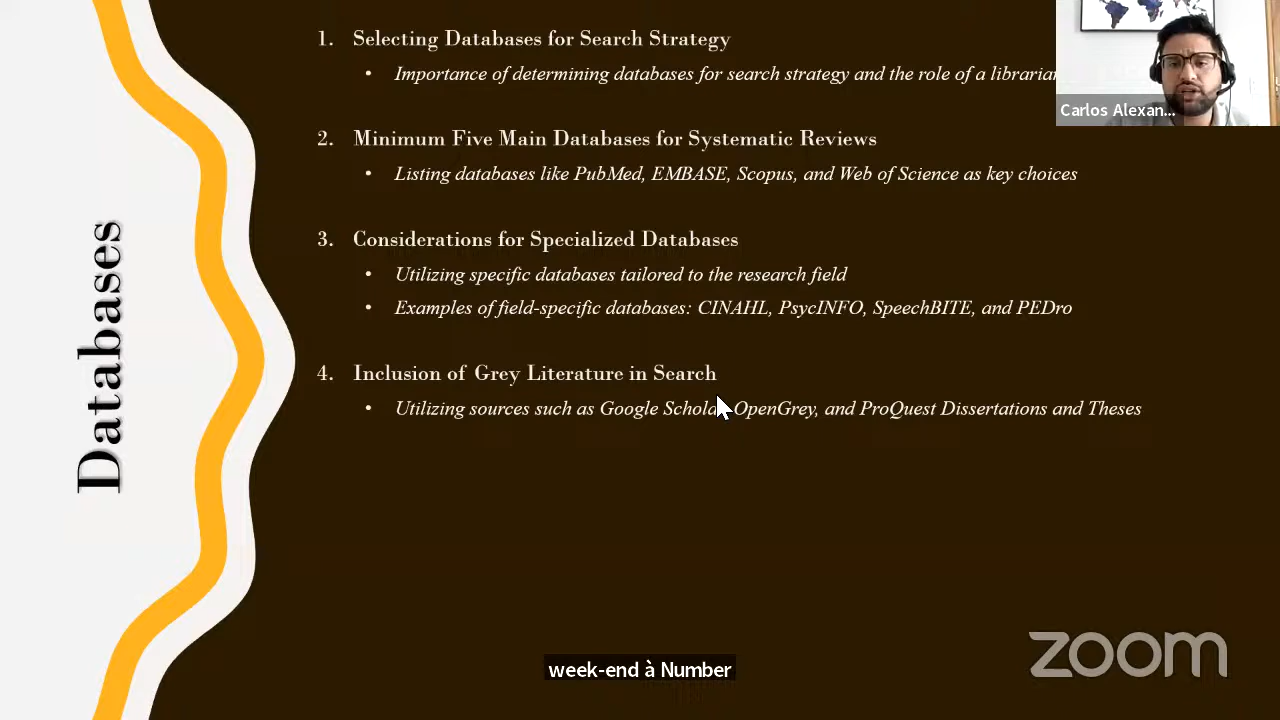 1. Selecting Databases for Search Strategy
• Importance of determining databases for search strategy and the role of a librarian
Carlos Alexan...
2. Minimum Five Main Databases for Systematic Reviews
• Listing databases like PubMed, EMBASE, Scopus, and Web of Science as key choices
3. Considerations for Specialized Databases
• Utilizing specific databases tailored to the research field
• Examples of field-specific databases: CINAHL, PsycINFO, SpeechBITE, and PEDro
4. Inclusion of Grey Literature in Search
• Utilizing sources such as Google Scholar, OpenGrey, and ProQuest Dissertations and Theses
Databases
zoom
week-end à Number